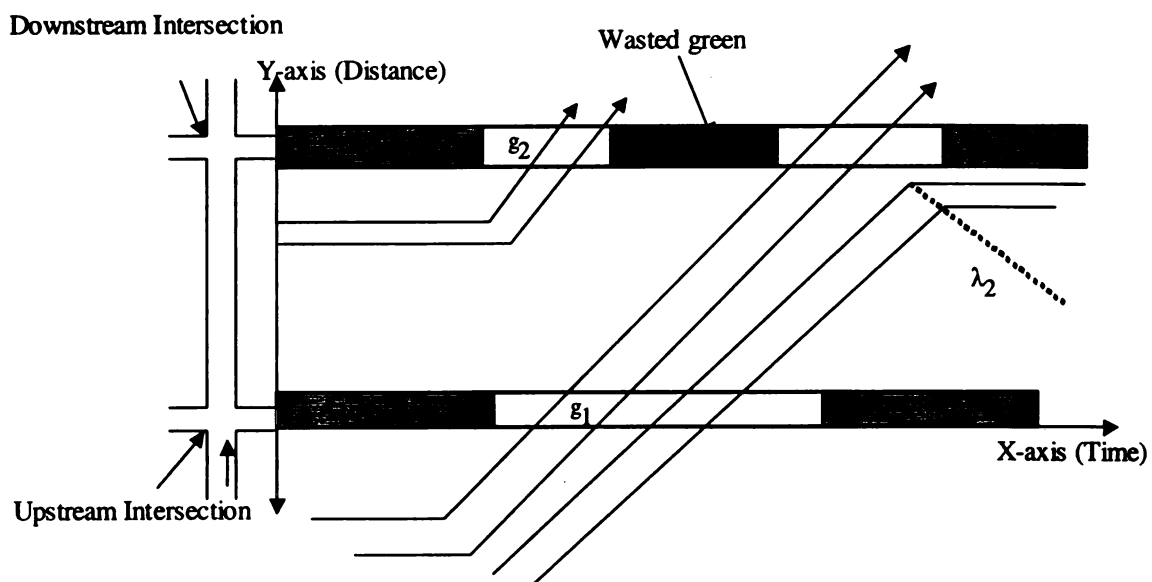 Downstream Intersection
Wasted green
Y-axis (Distance)
g2
λ2
g1
X-axis (Time)
Upstream Intersection